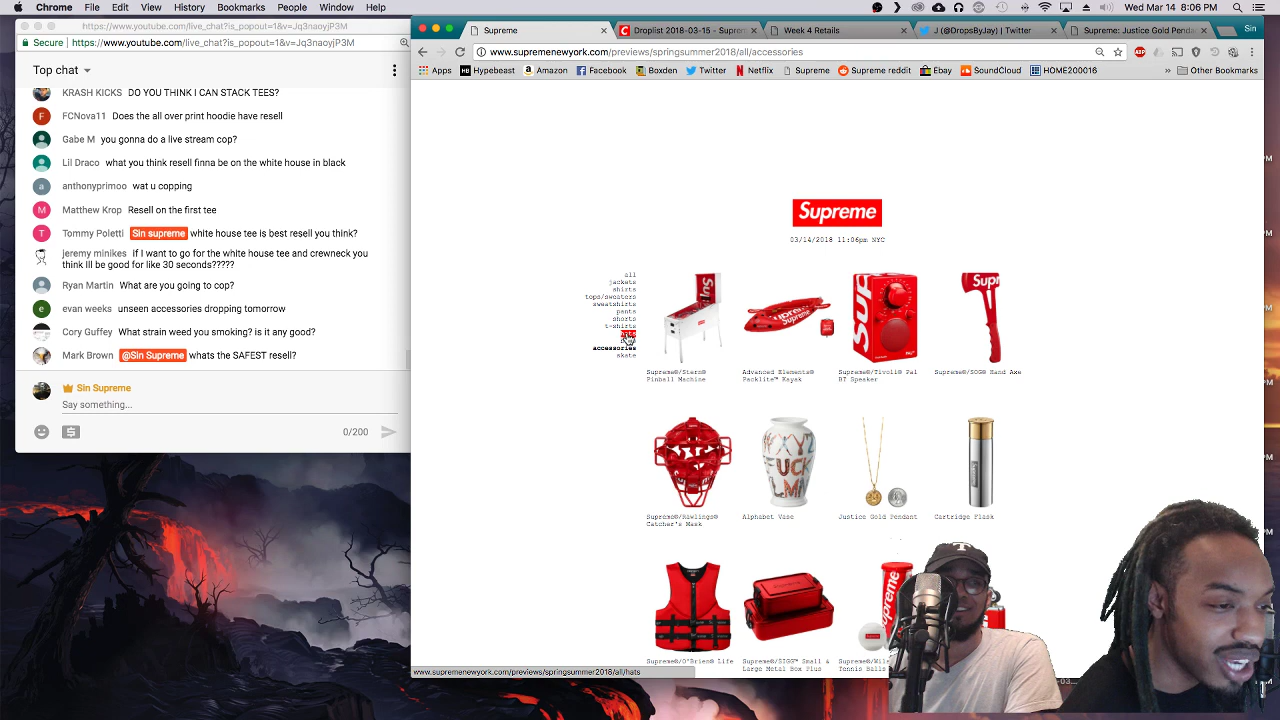 Chrome File Edit View History Bookmarks People Window Help
Wed Mar 14 8:06 PM
https://www.youtube.com/live_chat?is_popout=1&v=Jq3naoyjP3M
Secure | https://www.youtube.com/live_chat?is_popout=1&v=Jq3naoyjP3M
Top chat
KRASH KICKS DO YOU THINK I CAN STACK TEES?
F FCNova11 Does the all over print hoodie have resell
Gabe M you gonna do a live stream cop?
Lil Draco what you think resell finna be on the white house in black
a anthonyprimoo wat u copping
M Matthew Krop Resell on the first tee
T Tommy Poletti Sin supreme white house tee is best resell you think?
jeremy minikes If I want to go for the white house tee and crewneck you
think Ill be good for like 30 seconds?????
Ryan Martin What are you going to cop?
e evan weeks unseen accessories dropping tomorrow
Cory Guffey What strain weed you smoking? is it any good?
Mark Brown @Sin Supreme whats the SAFEST resell?
Sin Supreme
Say something...
0/200
Supreme
Droplist 2018-03-15 - Suprem
Week 4 Retails
J (@DropsByJay) | Twitter
Supreme: Justice Gold Penda
Sin
www.supremenewyork.com/previews/springsummer2018/all/accessories
Apps Hypebeast Amazon Facebook Boxden Twitter Netflix Supreme Supreme reddit Ebay SoundCloud HOME200016 » Other Bookmarks
Supreme
03/14/2018 11:06pm NYC
all
jackets
shirts
tops/sweaters
sweatshirts
pants
shorts
t-shirts
hats
accessories
skate
Supreme®/Stern®
Pinball Machine
Advanced Elements®
Packlite™ Kayak
Supreme®/Tivoli® Pal
BT Speaker
Supreme®/SOG® Hand Axe
Supreme®/Rawlings®
Catcher's Mask
Alphabet Vase
Justice Gold Pendant
Cartridge Flask
Supreme®/O'Brien® Life
Supreme®/SIGG™ Small &
Large Metal Box Plus
Supreme®/Wils
Tennis Balls
www.supremenewyork.com/previews/springsummer2018/all/hats